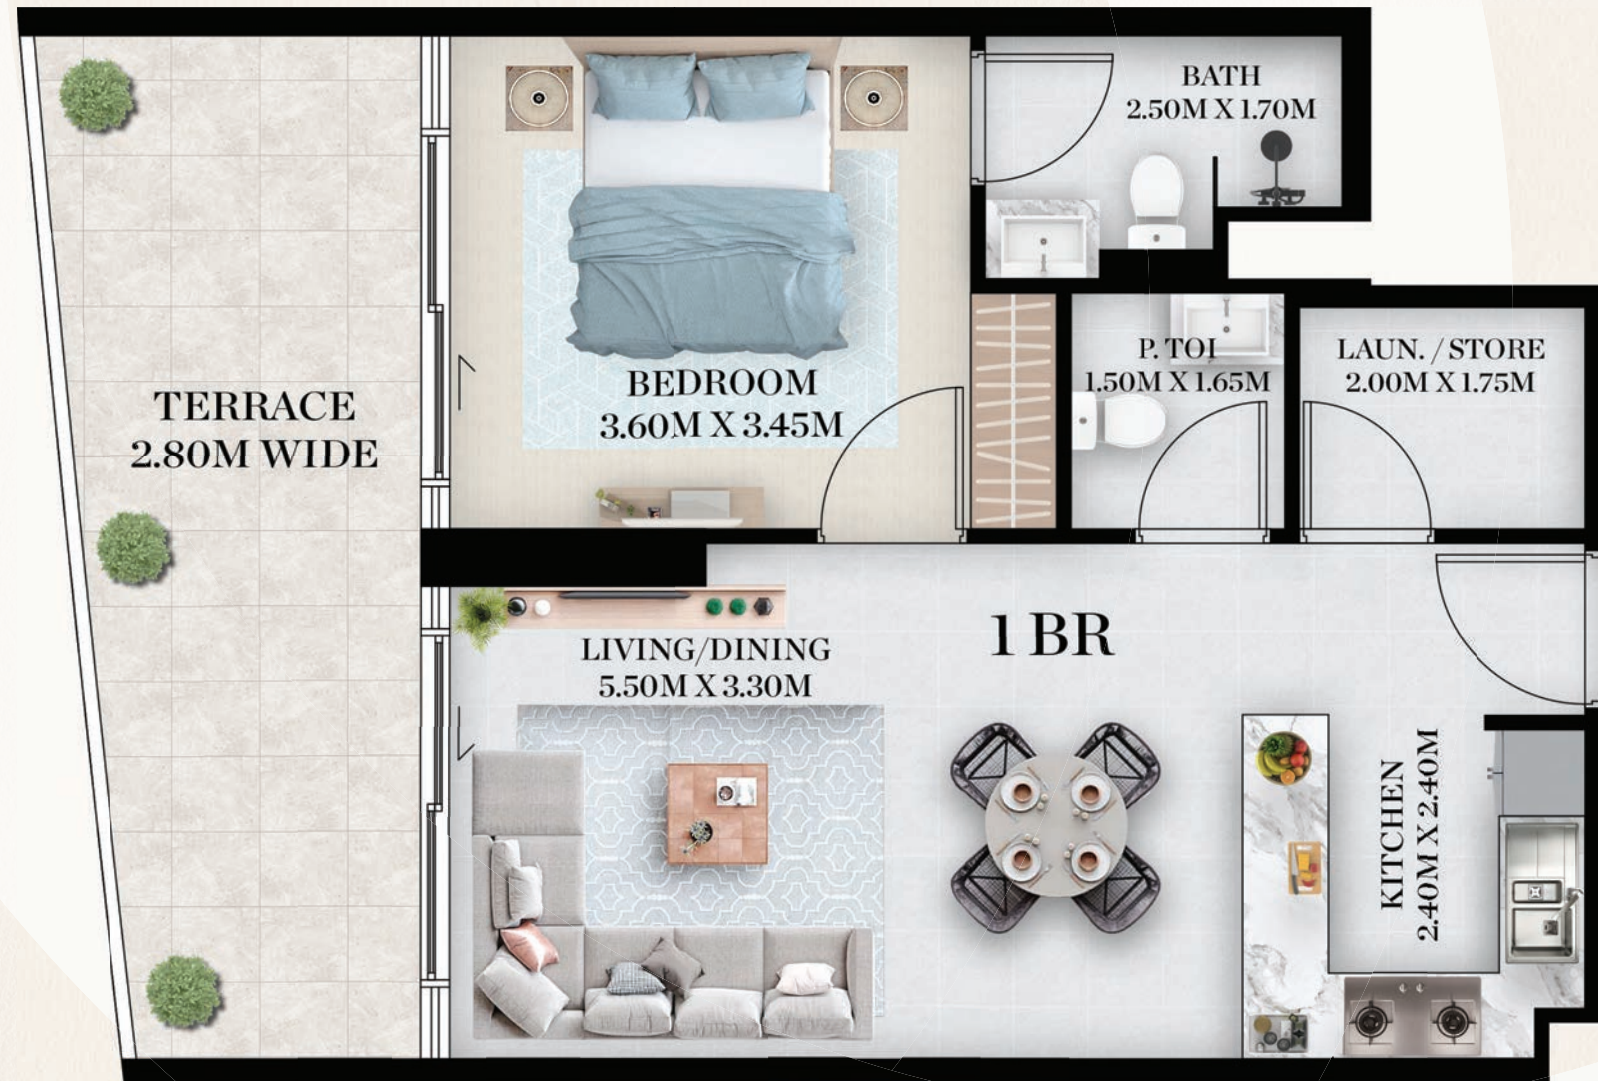 BATH
2.50M X 1.70M
P. TOI
1.50M X 1.65M
LAUN. / STORE
2.00M X 1.75M
BEDROOM
3.60M X 3.45M
TERRACE
2.80M WIDE
1 BR
LIVING/DINING
5.50M X 3.30M
KITCHEN
2.40M X 2.40M